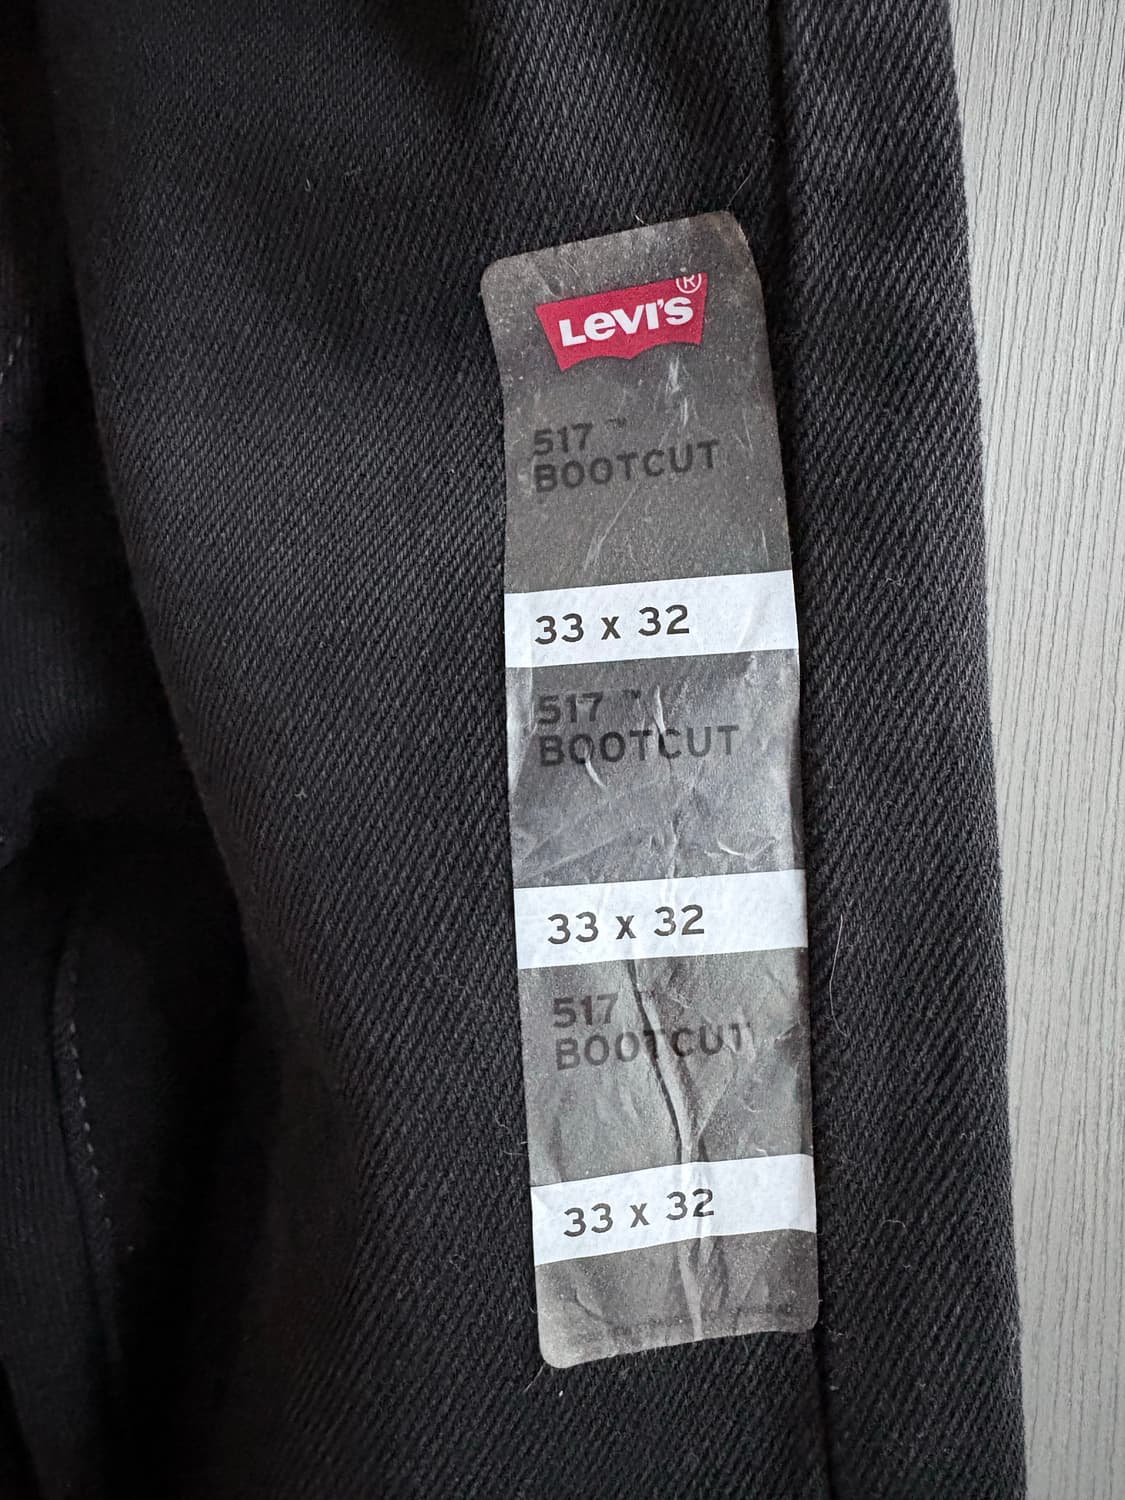 LEVI'S®
517™
BOOTCUT
33 x 32
517™
BOOTCUT
33 x 32
517™
BOOTCUT
33 x 32